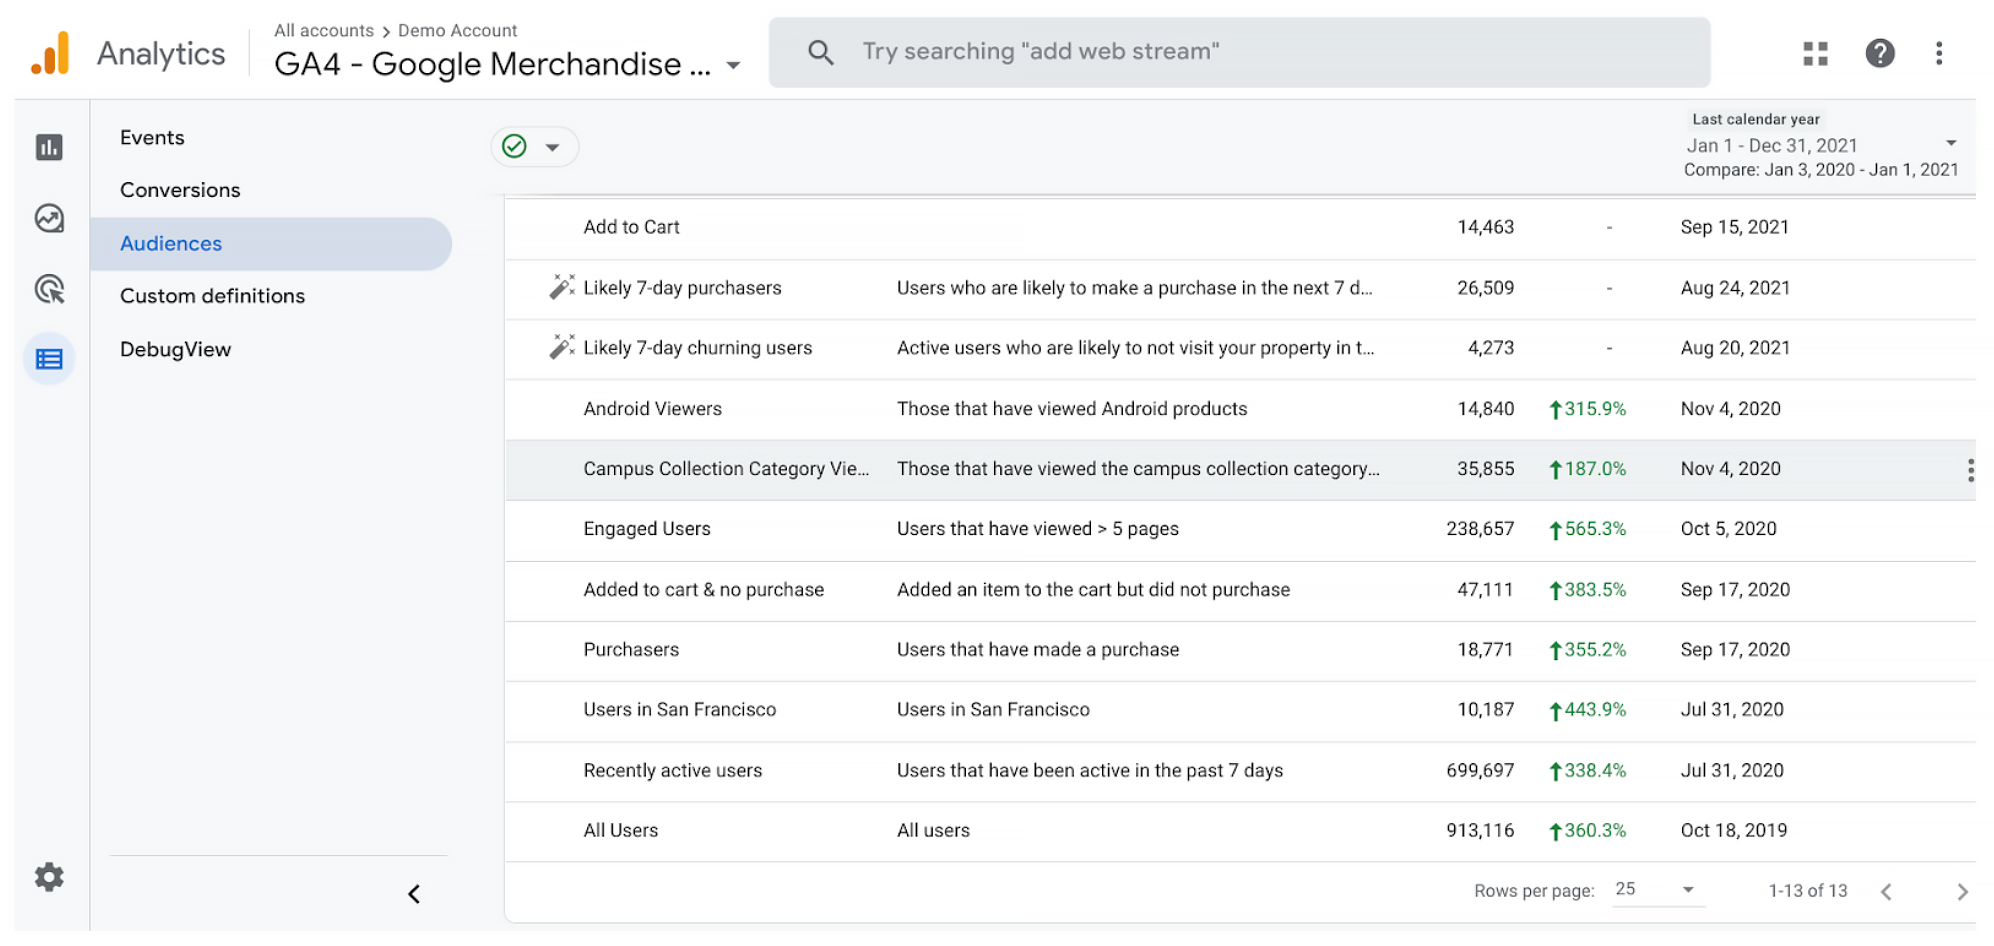 Analytics
All accounts > Demo Account
GA4 - Google Merchandise ...
Try searching "add web stream"
Events
Conversions
Audiences
Custom definitions
DebugView
Last calendar year
Jan 1 - Dec 31, 2021
Compare: Jan 3, 2020 - Jan 1, 2021
Add to Cart 14,463 - Sep 15, 2021
Likely 7-day purchasers Users who are likely to make a purchase in the next 7 d... 26,509 - Aug 24, 2021
Likely 7-day churning users Active users who are likely to not visit your property in t... 4,273 - Aug 20, 2021
Android Viewers Those that have viewed Android products 14,840 315.9% Nov 4, 2020
Campus Collection Category Vie... Those that have viewed the campus collection category... 35,855 187.0% Nov 4, 2020
Engaged Users Users that have viewed > 5 pages 238,657 565.3% Oct 5, 2020
Added to cart & no purchase Added an item to the cart but did not purchase 47,111 383.5% Sep 17, 2020
Purchasers Users that have made a purchase 18,771 355.2% Sep 17, 2020
Users in San Francisco Users in San Francisco 10,187 443.9% Jul 31, 2020
Recently active users Users that have been active in the past 7 days 699,697 338.4% Jul 31, 2020
All Users All users 913,116 360.3% Oct 18, 2019
Rows per page: 25 1-13 of 13